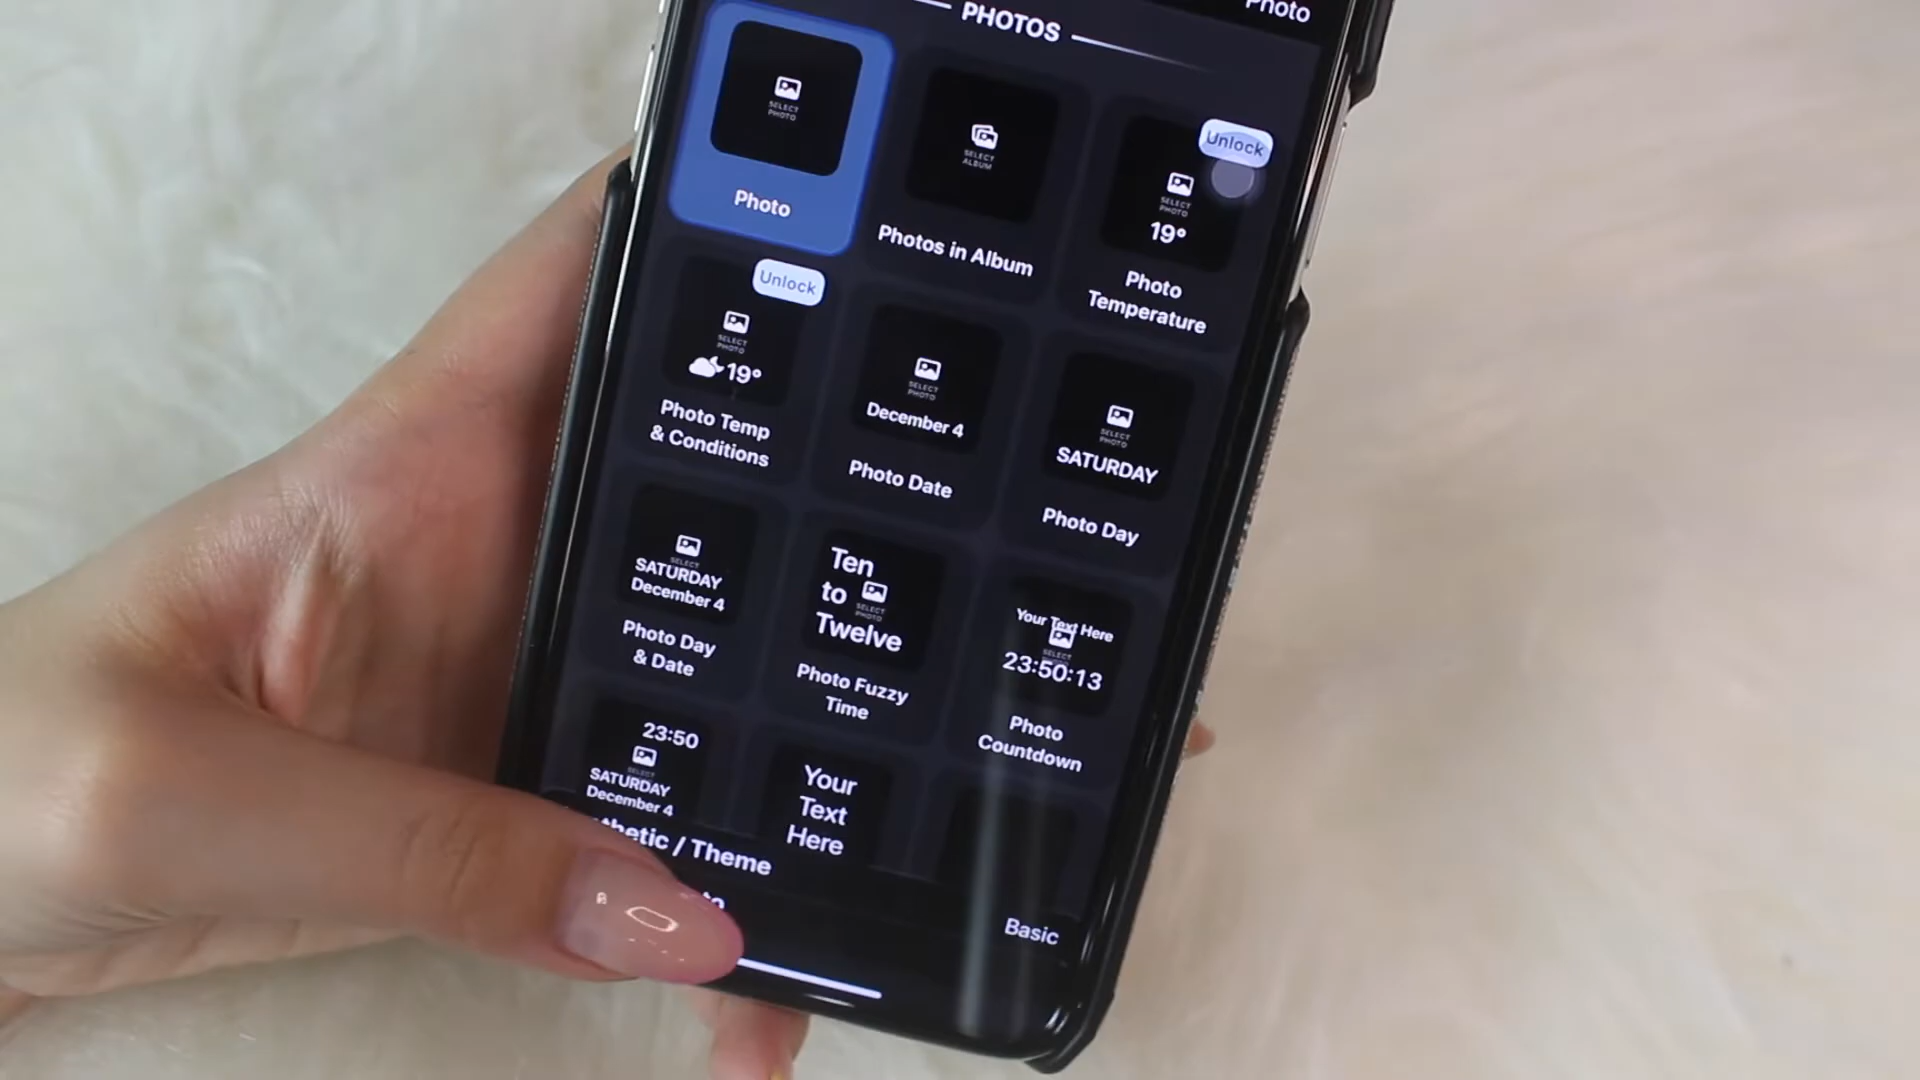 Photo
PHOTOS
SELECT
PHOTO
Photo
SELECT
ALBUM
Photos in Album
Unlock
SELECT
PHOTO
19°
Photo
Temperature
Unlock
SELECT
PHOTO
19°
Photo Temp
& Conditions
SELECT
PHOTO
December 4
Photo Date
SELECT
PHOTO
SATURDAY
Photo Day
SELECT
SATURDAY
December 4
Photo Day
& Date
Ten
to
Twelve
SELECT
PHOTO
Photo Fuzzy
Time
Your Text Here
SELECT
23:50:13
Photo
Countdown
23:50
SATURDAY
December 4
Your
Text
Here
thetic / Theme
to
Basic